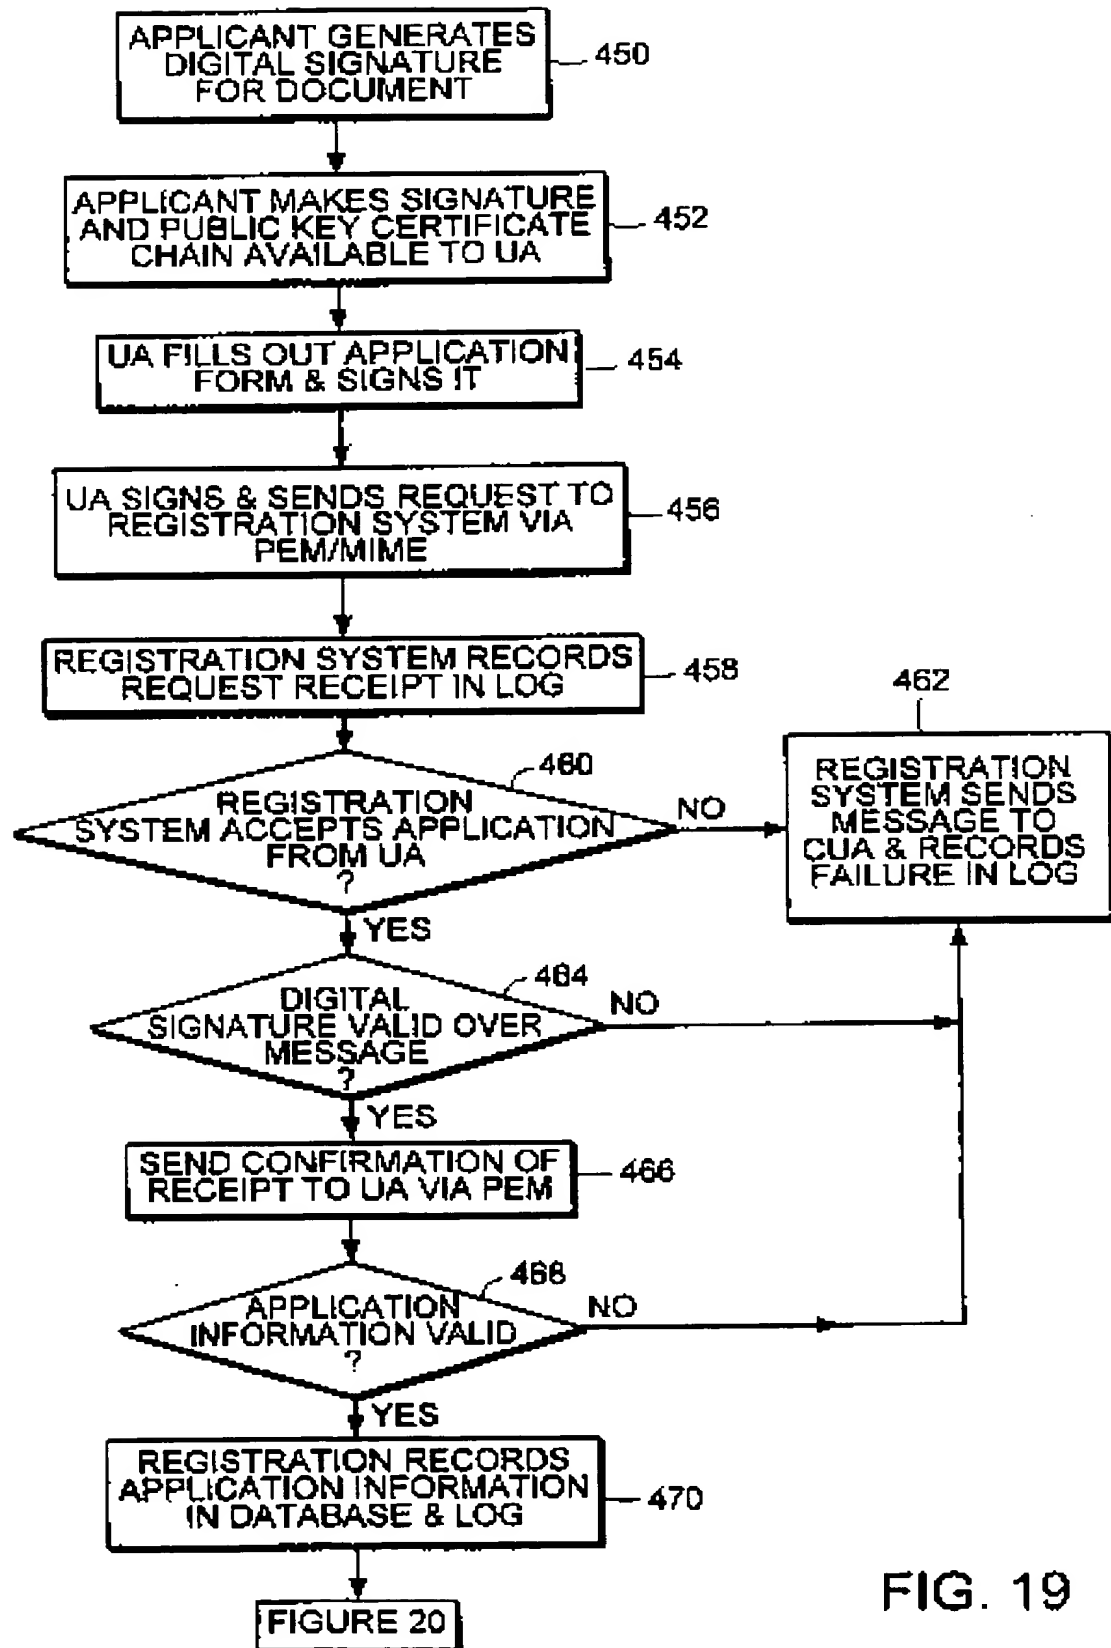 APPLICANT GENERATES
DIGITAL SIGNATURE
FOR DOCUMENT
450
APPLICANT MAKES SIGNATURE
AND PUBLIC KEY CERTIFICATE
CHAIN AVAILABLE TO UA
452
UA FILLS OUT APPLICATION
FORM & SIGNS IT
454
UA SIGNS & SENDS REQUEST TO
REGISTRATION SYSTEM VIA
PEM/MIME
456
REGISTRATION SYSTEM RECORDS
REQUEST RECEIPT IN LOG
458
460
REGISTRATION
SYSTEM ACCEPTS APPLICATION
FROM UA
?
NO
YES
462
REGISTRATION
SYSTEM SENDS
MESSAGE TO
CUA & RECORDS
FAILURE IN LOG
464
DIGITAL
SIGNATURE VALID OVER
MESSAGE
?
NO
YES
SEND CONFIRMATION OF
RECEIPT TO UA VIA PEM
466
468
APPLICATION
INFORMATION VALID
?
NO
YES
REGISTRATION RECORDS
APPLICATION INFORMATION
IN DATABASE & LOG
470
FIGURE 20
FIG. 19